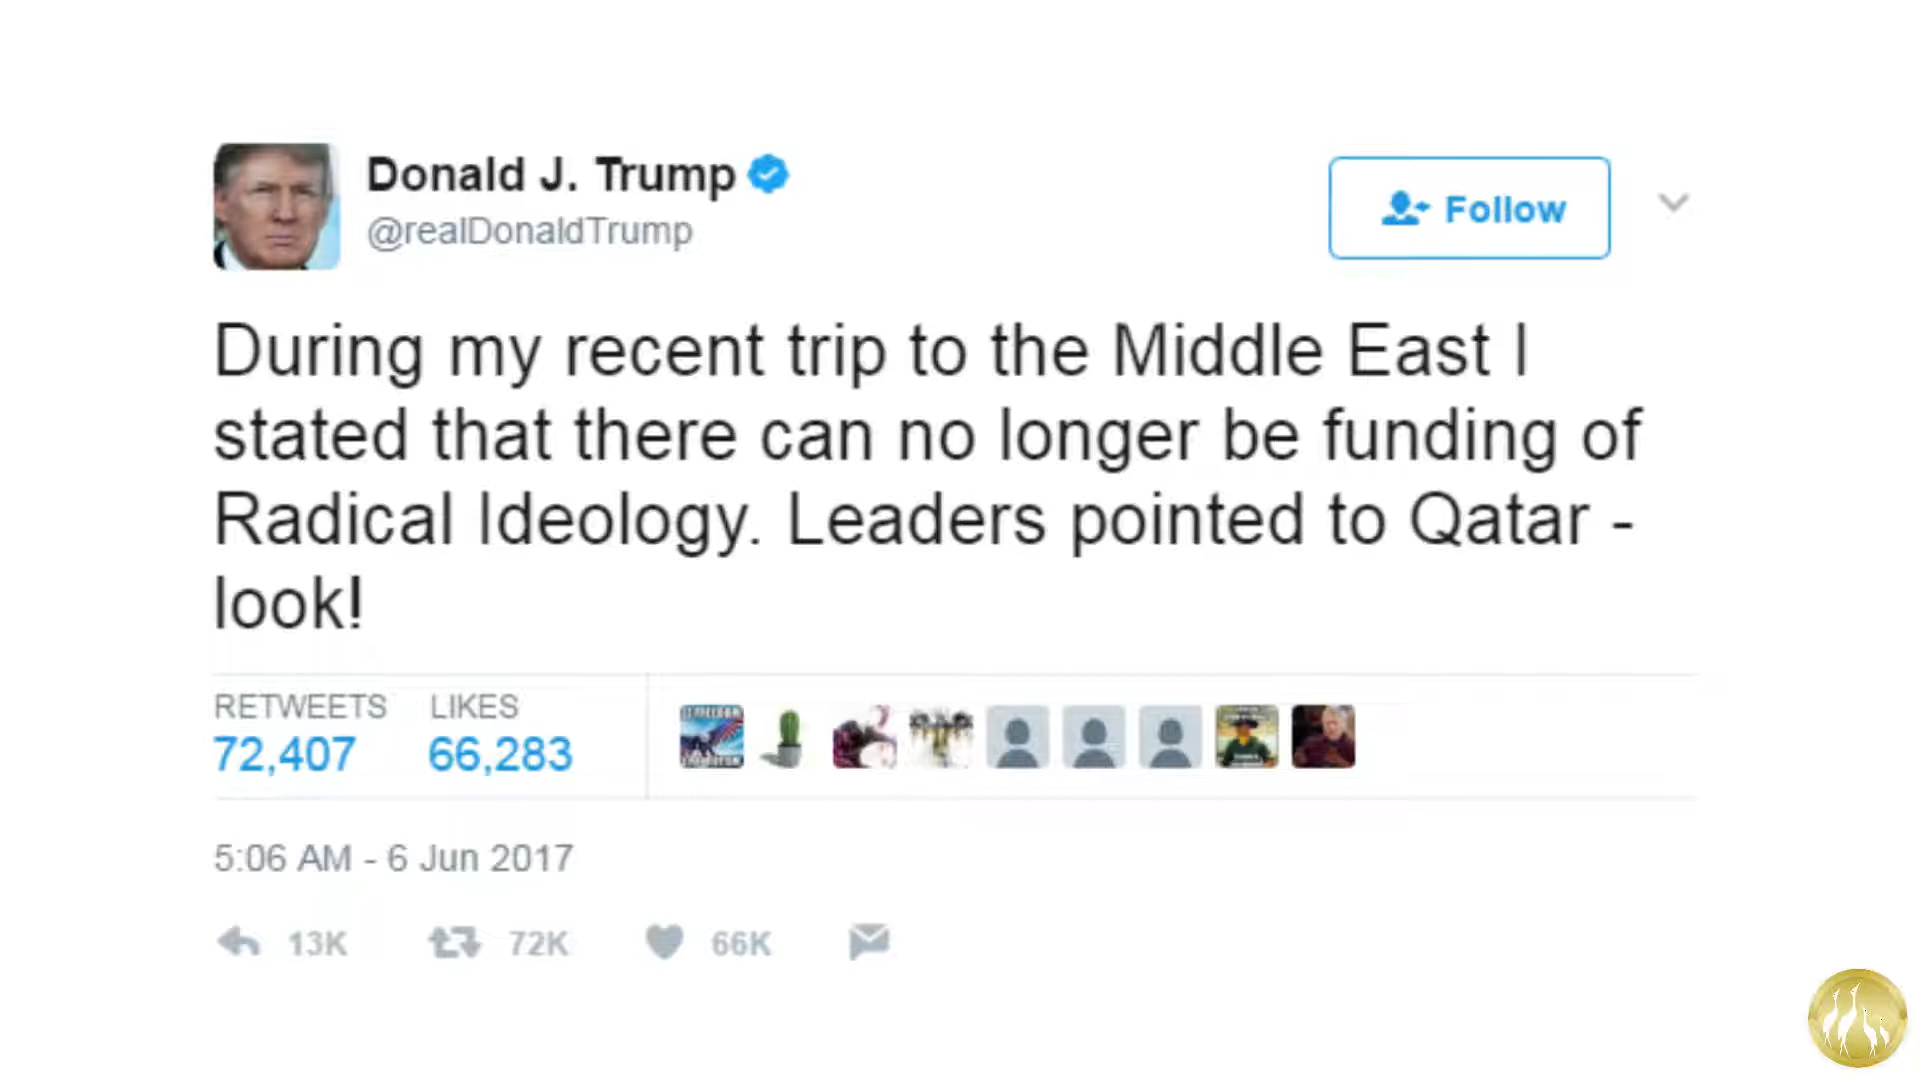 Donald J. Trump
@realDonaldTrump
Follow
During my recent trip to the Middle East I
stated that there can no longer be funding of
Radical Ideology. Leaders pointed to Qatar -
look!
RETWEETS LIKES
72,407 66,283
5:06 AM - 6 Jun 2017
13K 72K 66K